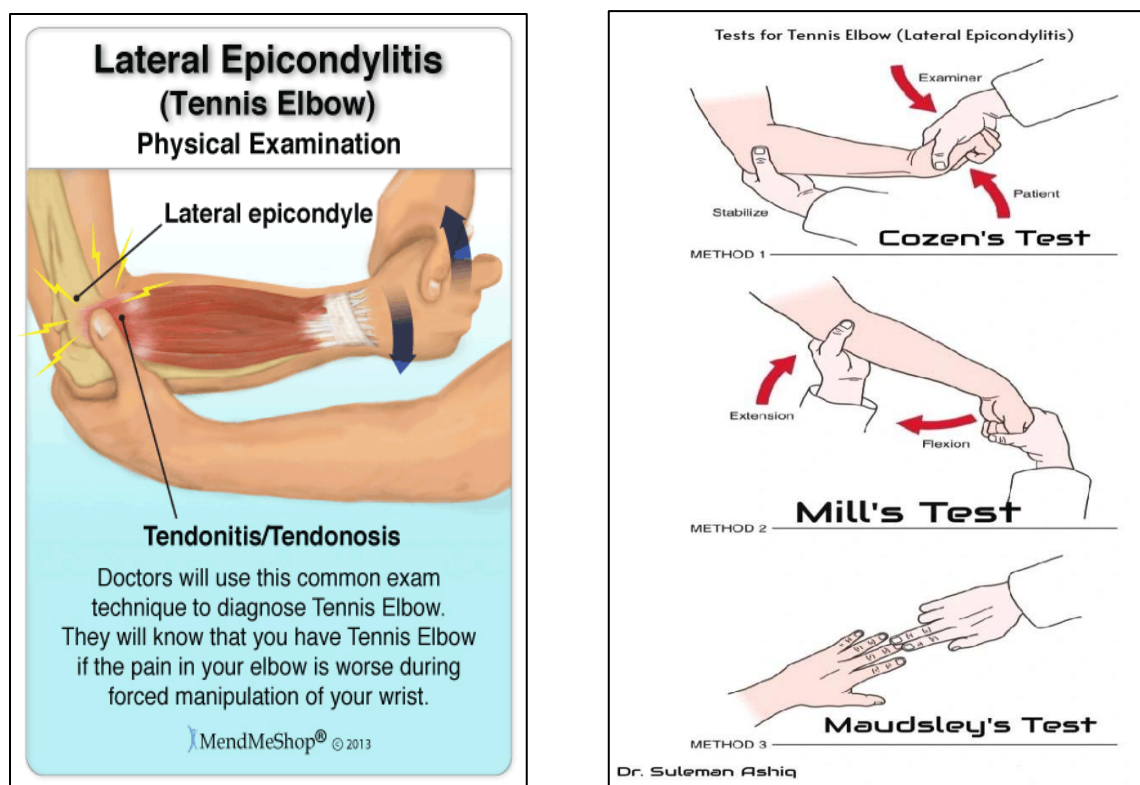 Lateral Epicondylitis
(Tennis Elbow)
Physical Examination
Lateral epicondyle
Tendonitis/Tendonosis
Doctors will use this common exam
technique to diagnose Tennis Elbow.
They will know that you have Tennis Elbow
if the pain in your elbow is worse during
forced manipulation of your wrist.
MendMeShop® © 2013
Tests for Tennis Elbow (Lateral Epicondylitis)
Examiner
Patient
Stabilize
Cozen's Test
METHOD 1
Extension
Flexion
Mill's Test
METHOD 2
Maudsley's Test
METHOD 3
Dr. Suleman Ashiq